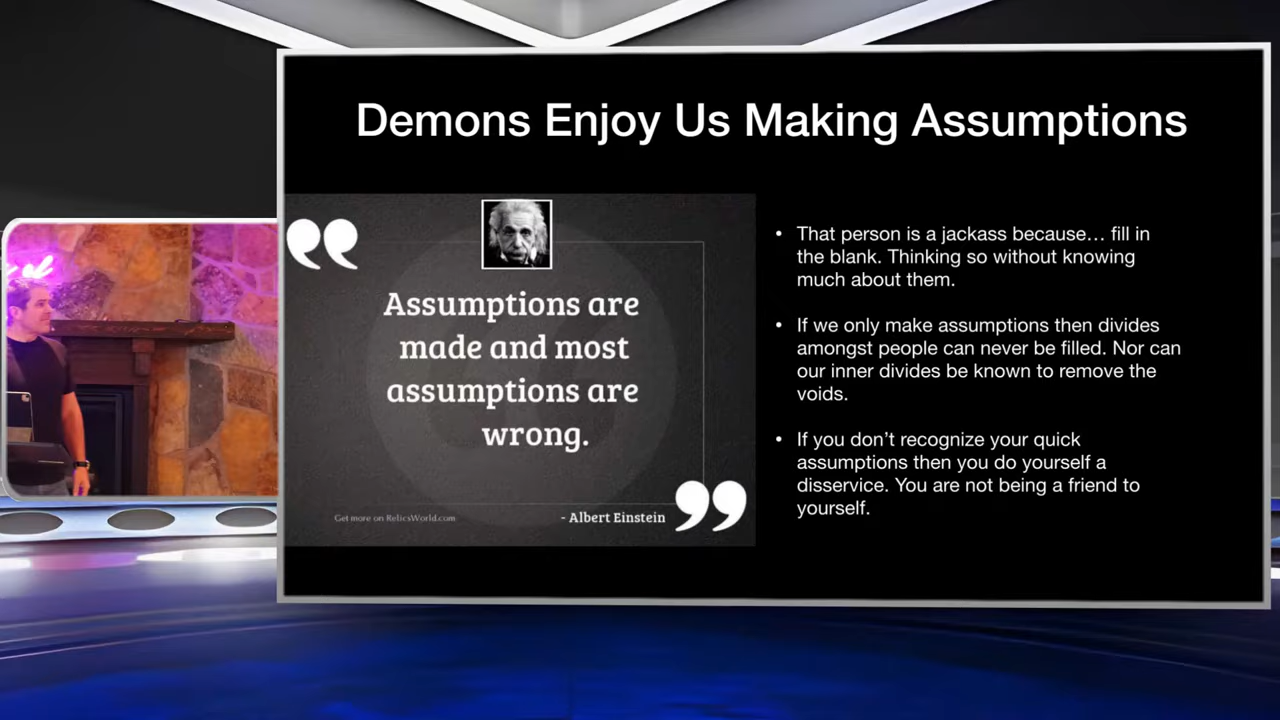 Demons Enjoy Us Making Assumptions
Assumptions are
made and most
assumptions are
wrong.
Get more on RelicsWorld.com
- Albert Einstein
• That person is a jackass because… fill in
the blank. Thinking so without knowing
much about them.
• If we only make assumptions then divides
amongst people can never be filled. Nor can
our inner divides be known to remove the
voids.
• If you don’t recognize your quick
assumptions then you do yourself a
disservice. You are not being a friend to
yourself.